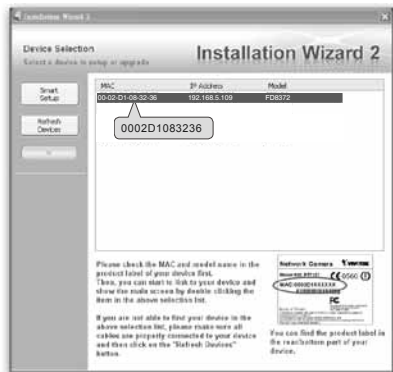 Installation Wizard 2
Device Selection
Installation Wizard 2
Select a device to setup or upgrade
Smart
Setup
Refresh
Devices
MAC IP Address Model
00-02-D1-08-32-36 192.168.5.109 FD8372
0002D1083236
Please check the MAC and model name in the
product label of your device first.
Then, you can start to link to your device and
show the main screen by double clicking the
item in the above selection list.
If you are not able to find your device in the
above selection list, please make sure all
cables are properly connected to your device
and then click on the "Refresh Devices"
button.
Network Camera VIVOTEK
You can find the product label in
the rear/bottom part of your
device.